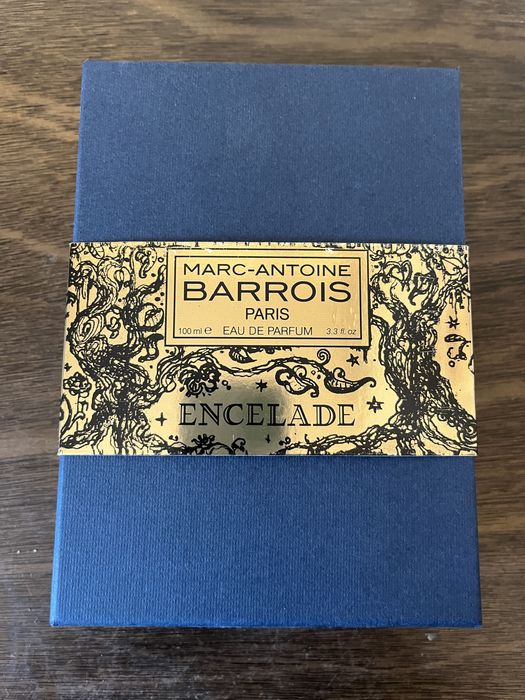 MARC-ANTOINE
BARROIS
PARIS
100 ml ℮ EAU DE PARFUM 3.3 fl. oz
ENCELADE